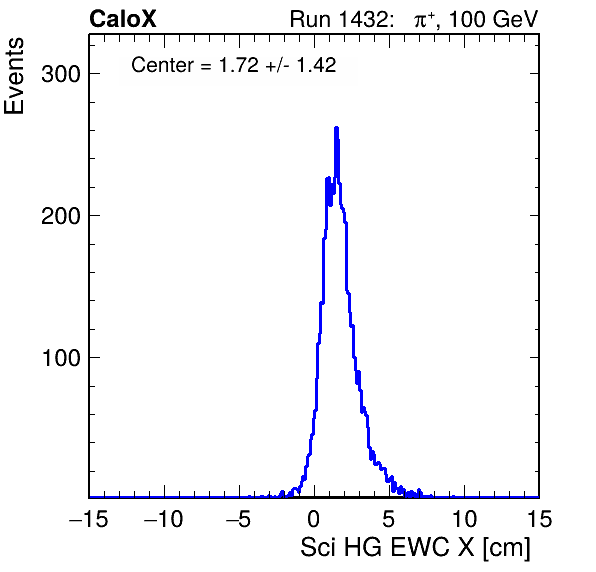 CaloX Run 1432: π⁺, 100 GeV
Center = 1.72 +/- 1.42
Events
300
200
100
−15 −10 −5 0 5 10 15
Sci HG EWC X [cm]